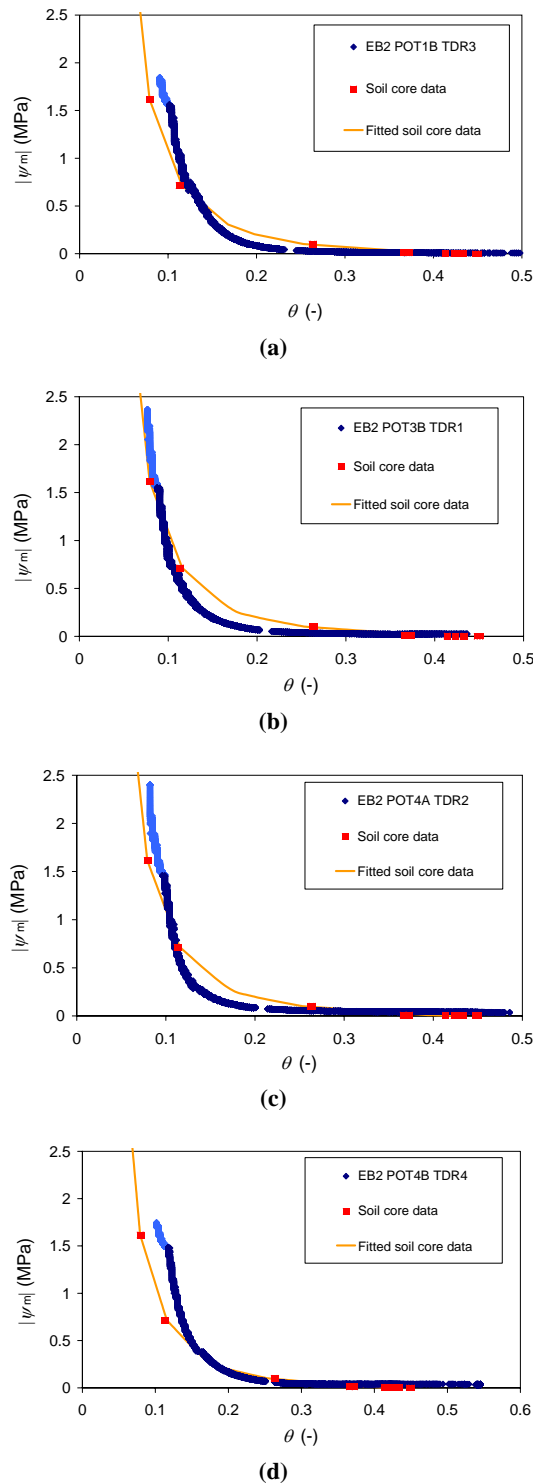 2.5
2
1.5
1
0.5
0
|ψm| (MPa)
EB2 POT1B TDR3
Soil core data
Fitted soil core data
0 0.1 0.2 0.3 0.4 0.5
θ (-)
(a)
2.5
2
1.5
1
0.5
0
|ψm| (MPa)
EB2 POT3B TDR1
Soil core data
Fitted soil core data
0 0.1 0.2 0.3 0.4 0.5
θ (-)
(b)
2.5
2
1.5
1
0.5
0
|ψm| (MPa)
EB2 POT4A TDR2
Soil core data
Fitted soil core data
0 0.1 0.2 0.3 0.4 0.5
θ (-)
(c)
2.5
2
1.5
1
0.5
0
|ψm| (MPa)
EB2 POT4B TDR4
Soil core data
Fitted soil core data
0 0.1 0.2 0.3 0.4 0.5 0.6
θ (-)
(d)